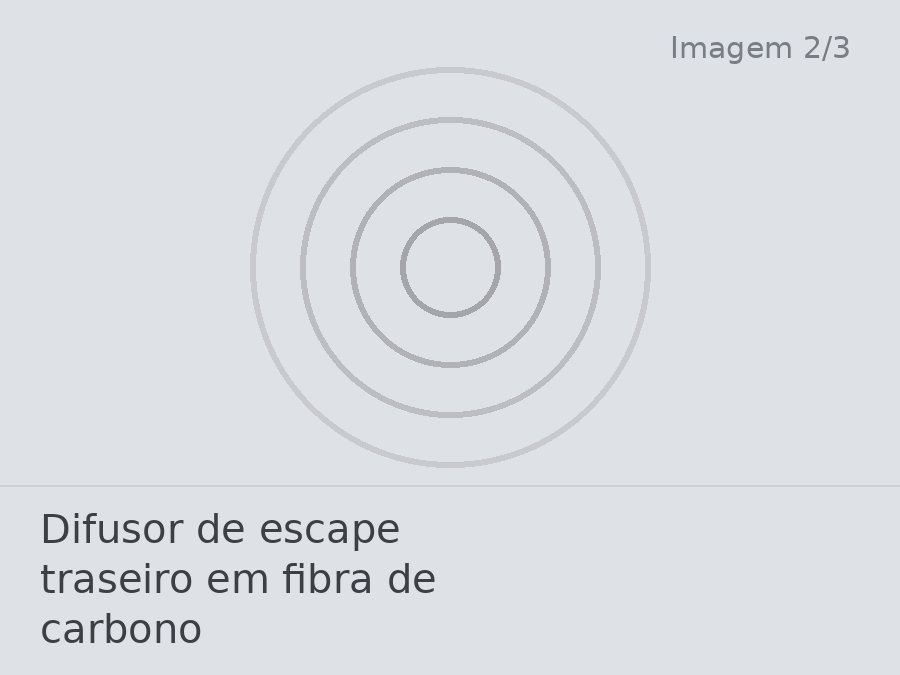 Imagem 2/3
Difusor de escape
traseiro em fibra de
carbono